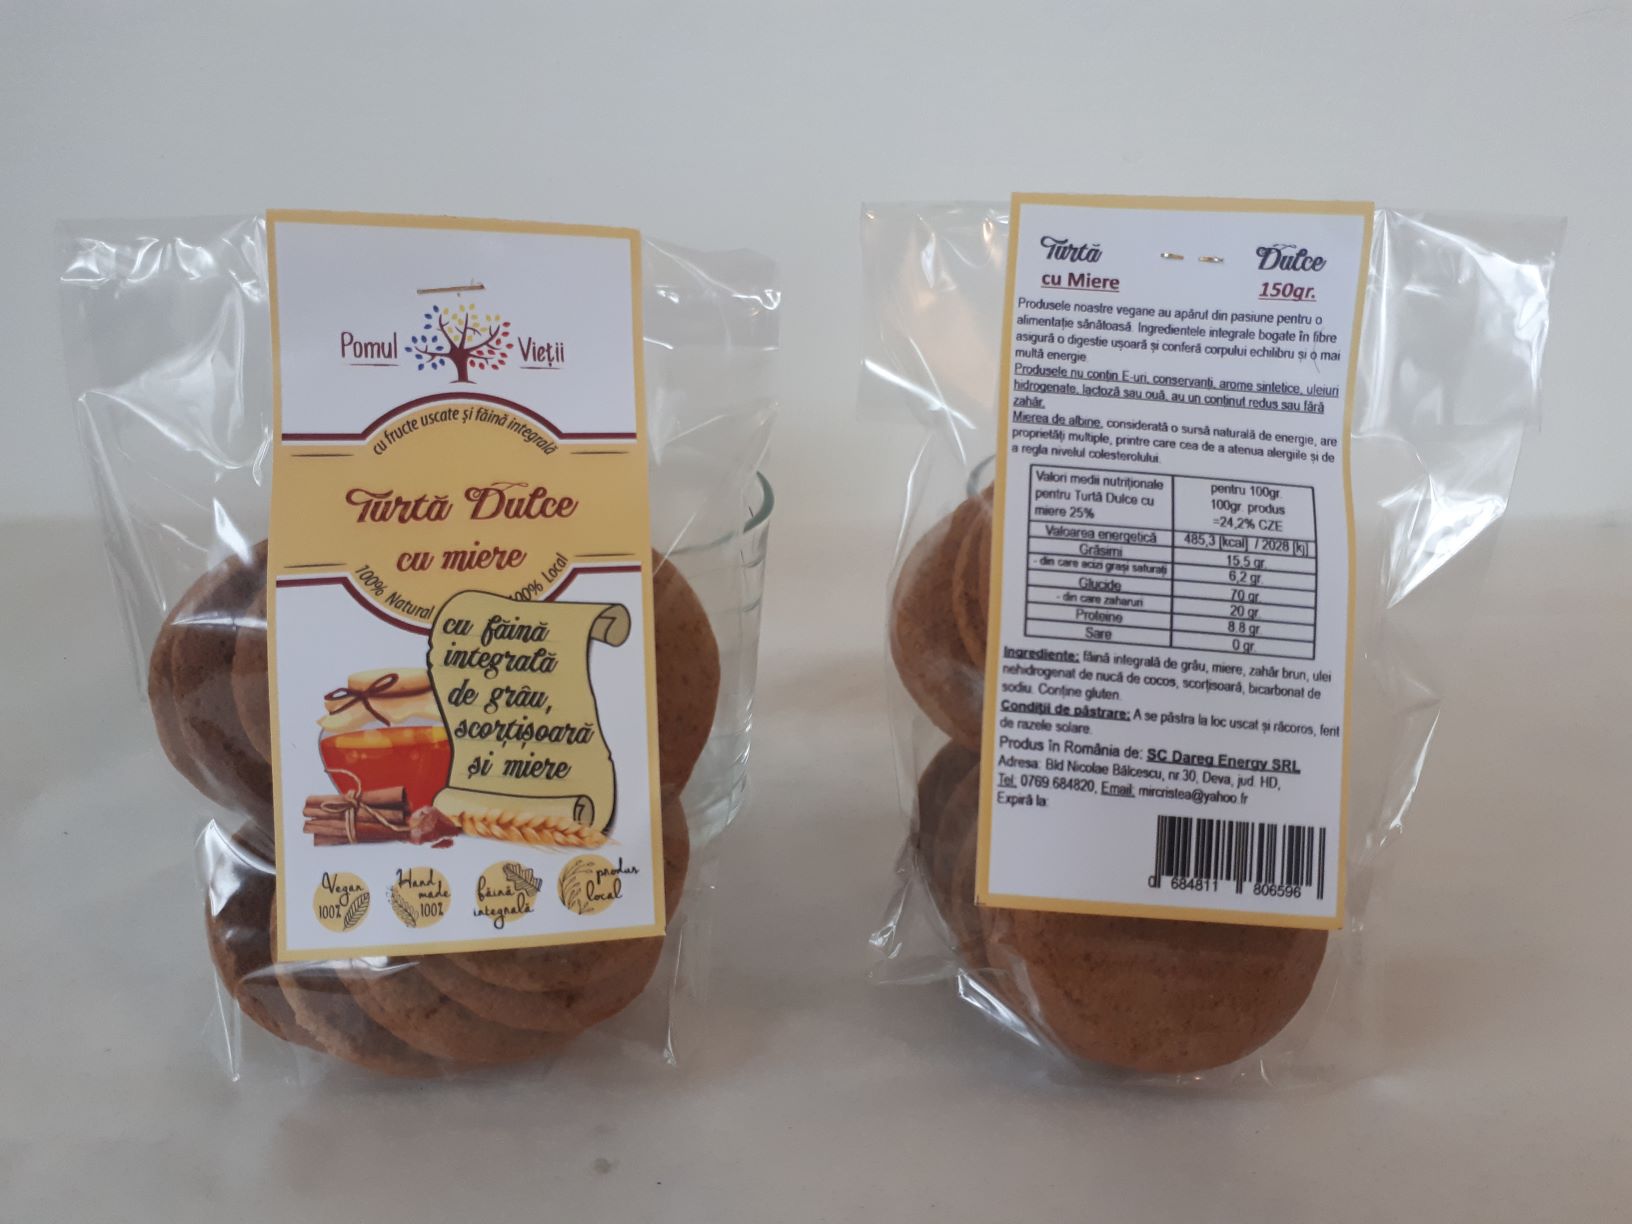 Pomul Vieții
cu fructe uscate și făină integrală
Turtă Dulce
cu miere
100% Natural 100% Local
cu făină
integrală
de grâu,
scorțișoară
și miere
Vegan
100%
Hand
made
100%
făină
integrală
produs
local
Turtă Dulce
cu Miere 150gr.
Produsele noastre vegane au apărut din pasiune pentru o
alimentație sănătoasă. Ingredientele integrale bogate în fibre
asigură o digestie ușoară și conferă corpului echilibru și o mai
multă energie.
Produsele nu conțin E-uri, conservanți, arome sintetice, uleiuri
hidrogenate, lactoză sau ouă, au un conținut redus sau fără
zahăr.
Mierea de albine, considerată o sursă naturală de energie, are
proprietăți multiple, printre care cea de a atenua alergiile și de
a regla nivelul colesterolului.
Valori medii nutriționale
pentru Turtă Dulce cu
miere 25%
pentru 100gr.
100gr. produs
=24,2% CZE
Valoarea energetică 485,3 [kcal] / 2028 [kj]
Grăsimi 15.5 gr.
- din care acizi grași saturați 6,2 gr.
Glucide 70 gr.
- din care zaharuri 20 gr.
Proteine 8.8 gr.
Sare 0 gr.
Ingrediente: făină integrală de grâu, miere, zahăr brun, ulei
nehidrogenat de nucă de cocos, scorțisoară, bicarbonat de
sodiu. Conține gluten.
Condiții de păstrare: A se păstra la loc uscat și răcoros, ferit
de razele solare.
Produs în România de: SC Dareg Energy SRL
Adresa: Bld Nicolae Bălcescu, nr.30, Deva, jud. HD,
Tel: 0769.684820, Email: mircristea@yahoo.fr
Expiră la:
0 684811 806596